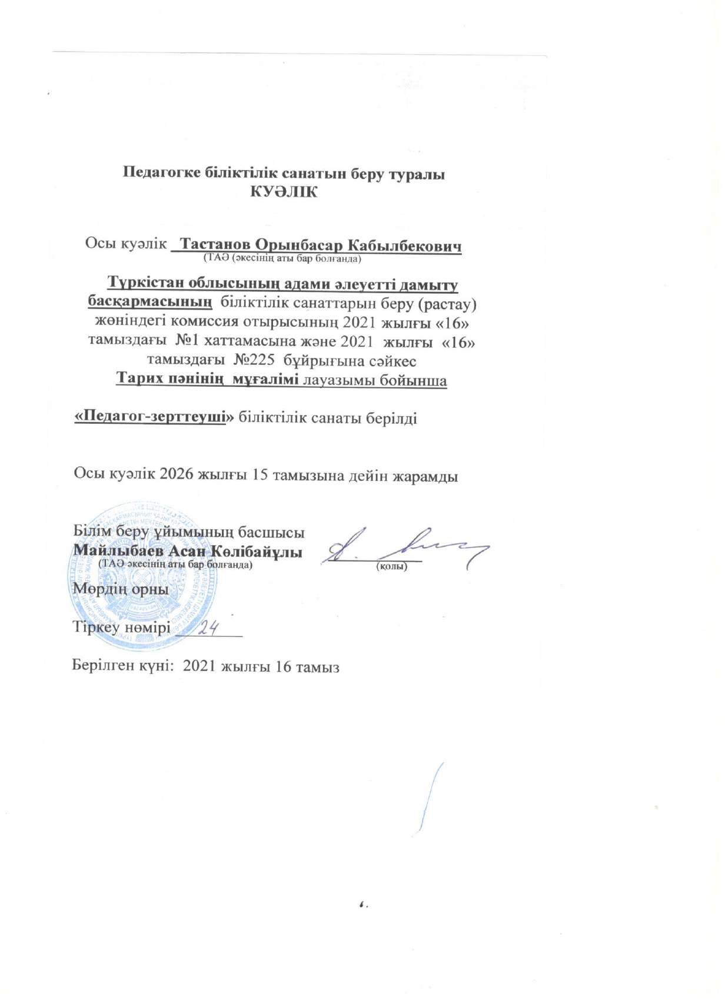 Педагогке біліктілік санатын беру туралы
КУӘЛІК
Осы куәлік Тастанов Орынбасар Кабылбекович
(ТАӘ (әкесінің аты бар болғанда)
Түркістан облысының адами әлеуетті дамыту
басқармасының біліктілік санаттарын беру (растау)
жөніндегі комиссия отырысының 2021 жылғы «16»
тамыздағы №1 хаттамасына және 2021 жылғы «16»
тамыздағы №225 бұйрығына сәйкес
Тарих пәнінің мұғалімі лауазымы бойынша
«Педагог-зерттеуші» біліктілік санаты берілді
Осы куәлік 2026 жылғы 15 тамызына дейін жарамды
Білім беру ұйымының басшысы
Майлыбаев Асан Көлібайұлы
(ТАӘ әкесінің аты бар болғанда)
(қолы)
Мөрдің орны
Тіркеу нөмірі 24
Берілген күні: 2021 жылғы 16 тамыз